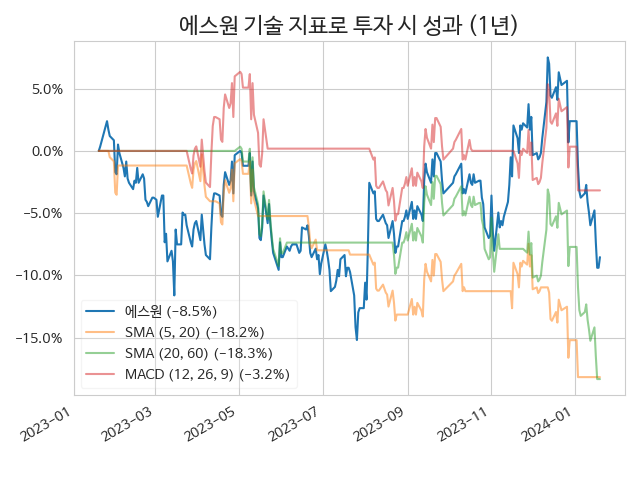 에스원 기술 지표로 투자 시 성과 (1년)
5.0%
0.0%
−5.0%
−10.0%
−15.0%
에스원 (−8.5%)
SMA (5, 20) (−18.2%)
SMA (20, 60) (−18.3%)
MACD (12, 26, 9) (−3.2%)
2023-01
2023-03
2023-05
2023-07
2023-09
2023-11
2024-01